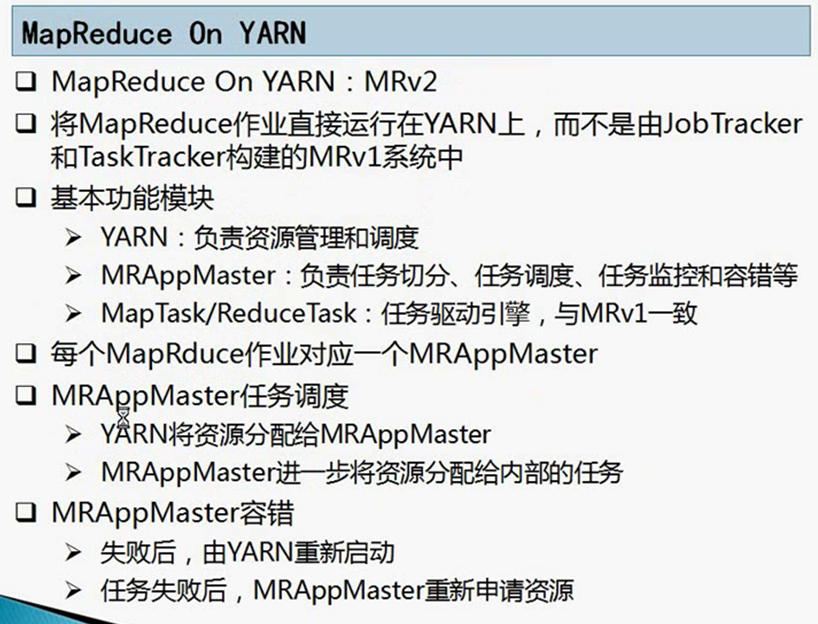 MapReduce On YARN
❑ MapReduce On YARN：MRv2
❑ 将MapReduce作业直接运行在YARN上，而不是由JobTracker
和TaskTracker构建的MRv1系统中
❑ 基本功能模块
➢ YARN：负责资源管理和调度
➢ MRAppMaster：负责任务切分、任务调度、任务监控和容错等
➢ MapTask/ReduceTask：任务驱动引擎，与MRv1一致
❑ 每个MapRduce作业对应一个MRAppMaster
❑ MRAppMaster任务调度
➢ YARN将资源分配给MRAppMaster
➢ MRAppMaster进一步将资源分配给内部的任务
❑ MRAppMaster容错
➢ 失败后，由YARN重新启动
➢ 任务失败后，MRAppMaster重新申请资源